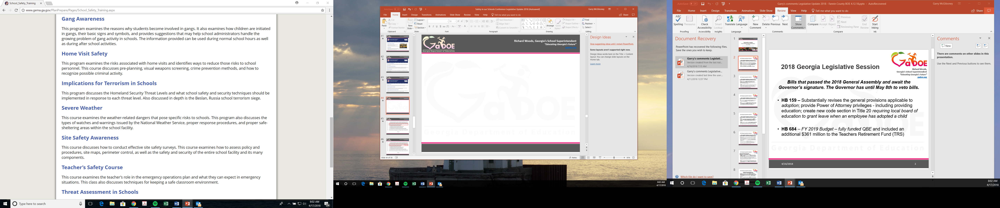 School_Safety_Training
www.gema.ga.gov/PlanPrepare/Pages/School_Safety_Training.aspx
Gang Awareness
This program examines the reasons why students become involved in gangs. It also examines how children are initiated
in gangs, their basic signs and symbols, and provides suggestions that may help school administrators handle the
growing problem of gang activity in schools. The information provided can be used during normal school hours as well
as during after school activities.
Home Visit Safety
This program examines the risks associated with home visits and identifies ways to reduce those risks to school
personnel. This course discusses pre-planning, visual weapons screening, crime prevention methods, and how to
recognize possible criminal activity.
Implications for Terrorism in Schools
This program discusses the Homeland Security Threat Levels and what school safety and security techniques should be
implemented in response to each threat level. Also discussed in depth is the Beslan, Russia school terrorism siege.
Severe Weather
This course examines the weather-related dangers that pose specific risks to schools. This program also discusses the
types of watches and warnings issued by the National Weather Service, proper response procedures, and proper safe-
sheltering areas within the school facility.
Site Safety Awareness
This course discusses how to conduct effective site safety surveys. This course examines how to assess policy and
procedures, site maps, perimeter control, as well as the safety and security of the entire school facility and its many
components.
Teacher's Safety Course
This course examines the teacher's role in the emergency operations plan and what they can expect in emergency
situations. This class also discusses techniques for keeping a safe classroom environment.
Threat Assessment in Schools
Type here to search
8:02 AM
4/17/2018
24
AutoSave
Safety in our Schools Conference Legislative Update 2018 [Autosaved]
Garry McGiboney
File Home Insert Design Transitions Animations Slide Show Review View Help Tell me what you want to do
Share
Paste
Cut
Copy
Format Painter
New
Slide
Layout
Reset
Section
Text Direction
Align Text
Convert to SmartArt
Arrange
Quick
Styles
Shape Fill
Shape Outline
Shape Effects
Find
Replace
Select
Clipboard Slides Font Paragraph Drawing Editing
41
42
43
44
45
46
GaDOE
Georgia Department of Education
Richard Woods, Georgia's School Superintendent
"Educating Georgia's Future"
GaDOE
Georgia Department of Education
Design Ideas
Stop suggesting ideas until I restart PowerPoint.
Some layouts aren't supported right now.
Design Ideas works best on the Title + Content
layout. You can change slide layouts on the
Home tab.
Learn more
Slide 44 of 58
Notes
8:02 AM
4/17/2018
AutoSave
Garry's comments Legislative Update 2018 - Fannin County BOE 4.12.18.pptx - AutoRecovered
Garry McGiboney
File Home Insert Design Transitions Animations Slide Show Review View Help Tell me what you want to do
Share
ABC
Spelling Thesaurus
Check
Accessibility
Smart
Lookup
Translate Language
New
Comment
Delete Previous Next
Show
Comments
Compare Accept Reject
Previous
Next
Reviewing Pane
End
Review
Start
Inking
Proofing Accessibility Insights Language Comments Compare Ink
Document Recovery
PowerPoint has recovered the following files.
Save the ones you wish to keep.
Garry's comments Legislati...
Version created from the last Aut...
4/16/2018 7:15 AM
Garry's comments Legislative...
Version created last time the user...
4/11/2018 12:57 PM
Which file do I want to save?
1
2
3
4
5
6
7
8
GaDOE
Richard Woods,
Georgia's School Superintendent
"Educating Georgia's Future"
gadoe.org
2018 Georgia Legislative Session
Bills that passed the 2018 General Assembly and await the
Governor's signature. The Governor has until May 8th to veto bills.
• HB 159 – Substantially revises the general provisions applicable to
adoption; provide Power of Attorney privileges - including providing
education; create new code section in Title 20 requiring local board of
education to grant leave when an employee has adopted a child
• HB 684 – FY 2019 Budget – fully funded QBE and included an
additional $361 million to the Teachers Retirement Fund (TRS)
Georgia Department of Education
4/16/2018
2
Comments
New
There are comments on other slides in this
presentation.
Use the Next and Previous buttons to see them.
8:02 AM
4/17/2018